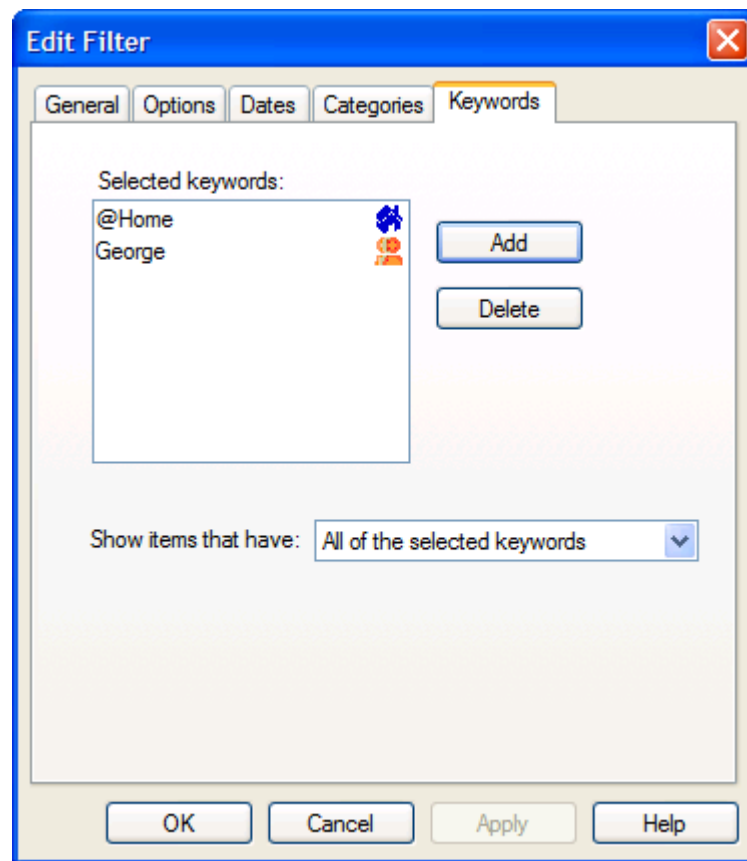 Edit Filter
General Options Dates Categories Keywords
Selected keywords:
@Home
George
Add
Delete
Show items that have: All of the selected keywords
OK Cancel Apply Help